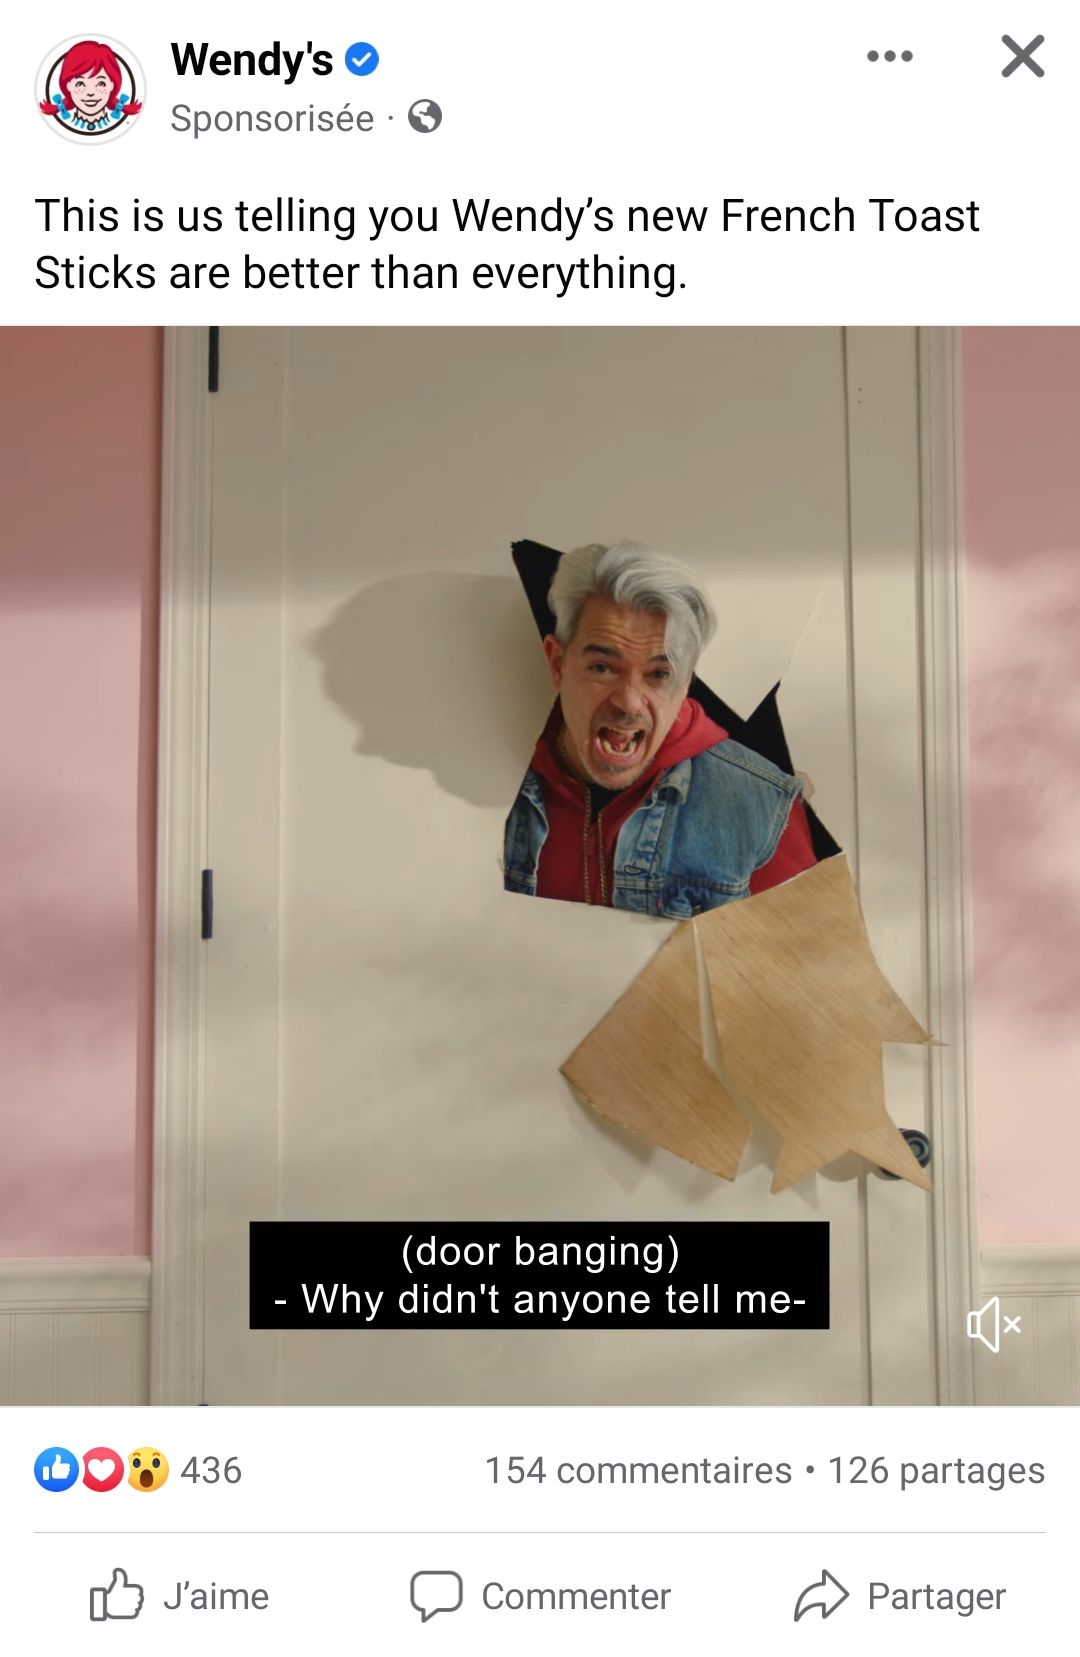 Wendy's
Sponsorisée ·
This is us telling you Wendy’s new French Toast
Sticks are better than everything.
(door banging)
- Why didn't anyone tell me-
436
154 commentaires • 126 partages
J’aime
Commenter
Partager